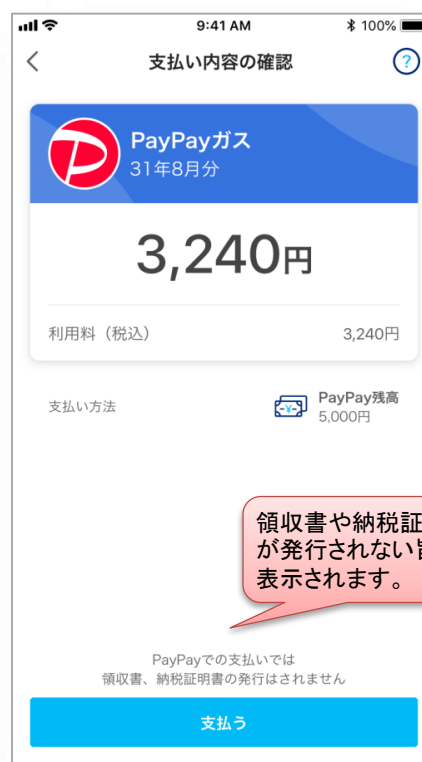 9:41 AM
100%
支払い内容の確認
?
PayPayガス
31年8月分
3,240円
利用料（税込）
3,240円
支払い方法
PayPay残高
5,000円
領収書や納税証
が発行されない
表示されます。
PayPayでの支払いでは
領収書、納税証明書の発行はされません
支払う